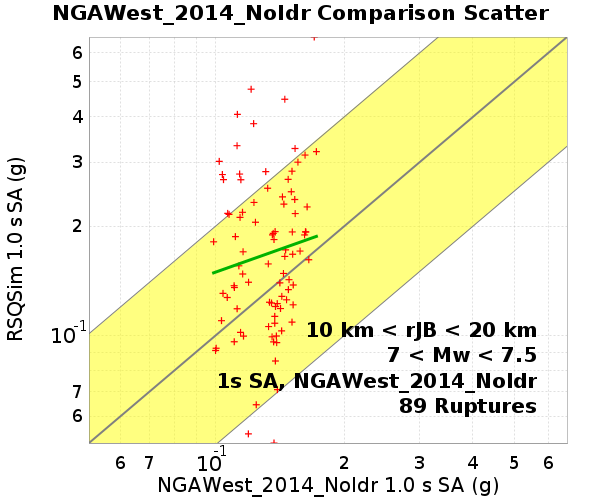 NGAWest_2014_NoIdr Comparison Scatter
6
5
4
3
2
10⁻¹
7
6
RSQSim 1.0 s SA (g)
10 km < rJB < 20 km
7 < Mw < 7.5
1s SA, NGAWest_2014_NoIdr
89 Ruptures
6 7 10⁻¹ 2 3 4 5 6
NGAWest_2014_NoIdr 1.0 s SA (g)